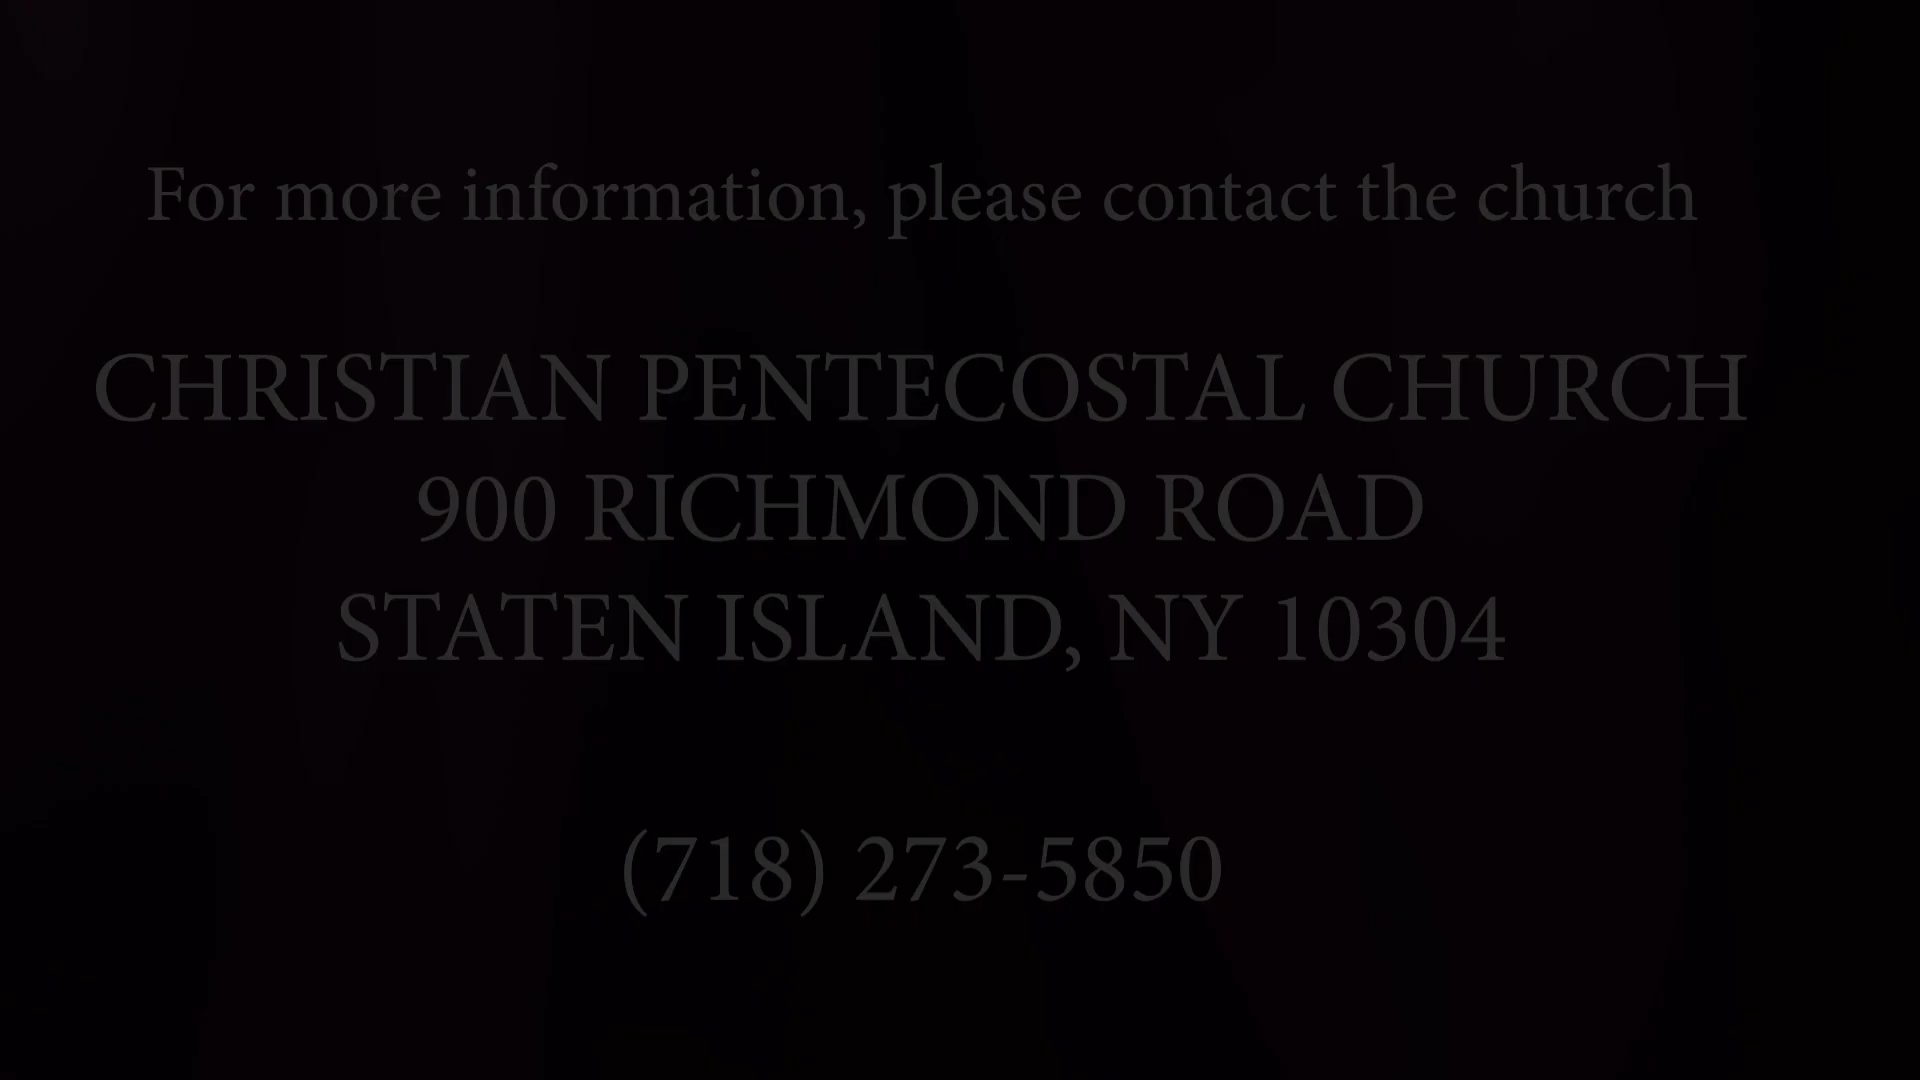 For more information, please contact the church
CHRISTIAN PENTECOSTAL CHURCH
900 RICHMOND ROAD
STATEN ISLAND, NY 10304
(718) 273-5850